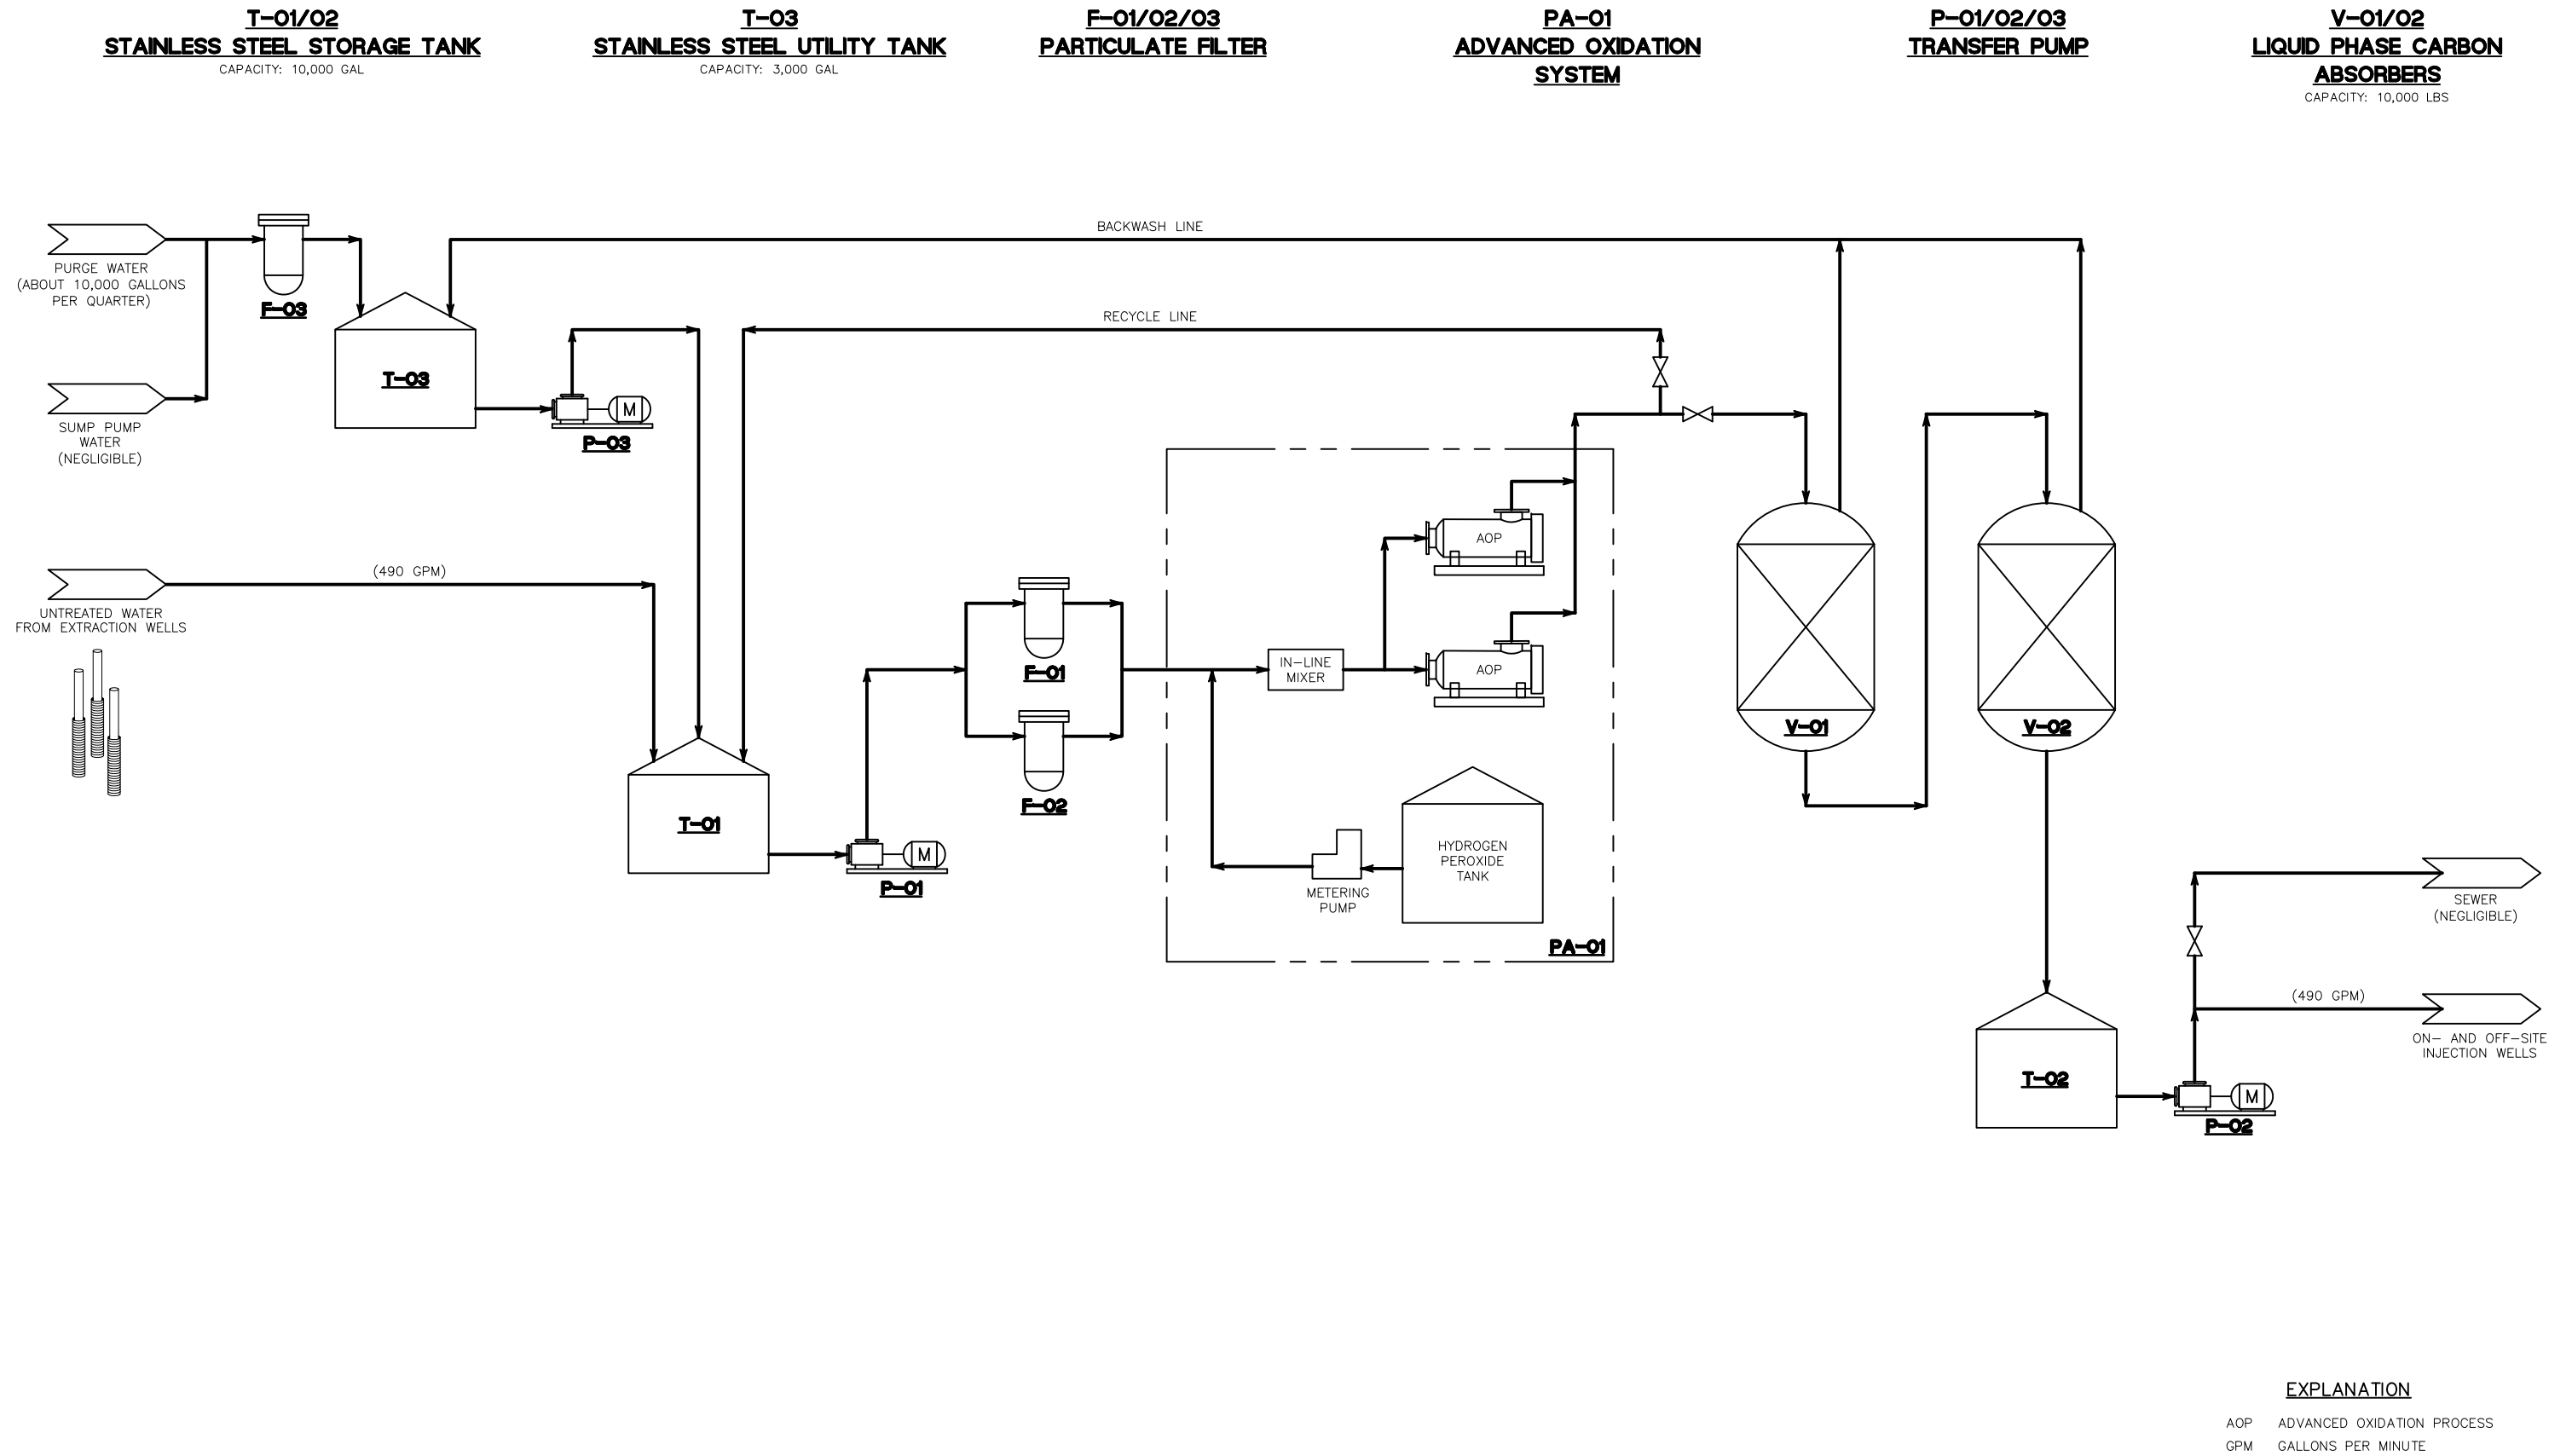 T-01/02
STAINLESS STEEL STORAGE TANK
CAPACITY: 10,000 GAL
T-03
STAINLESS STEEL UTILITY TANK
CAPACITY: 3,000 GAL
F-01/02/03
PARTICULATE FILTER
PA-01
ADVANCED OXIDATION
SYSTEM
P-01/02/03
TRANSFER PUMP
V-01/02
LIQUID PHASE CARBON
ABSORBERS
CAPACITY: 10,000 LBS
BACKWASH LINE
PURGE WATER
(ABOUT 10,000 GALLONS
PER QUARTER)
F-03
RECYCLE LINE
T-03
M
P-03
SUMP PUMP
WATER
(NEGLIGIBLE)
AOP
(490 GPM)
UNTREATED WATER
FROM EXTRACTION WELLS
F-01
IN-LINE
MIXER
AOP
V-01
V-02
F-02
T-01
M
P-01
HYDROGEN
PEROXIDE
TANK
METERING
PUMP
PA-01
SEWER
(NEGLIGIBLE)
(490 GPM)
ON- AND OFF-SITE
INJECTION WELLS
T-02
M
P-02
EXPLANATION
AOP ADVANCED OXIDATION PROCESS
GPM GALLONS PER MINUTE